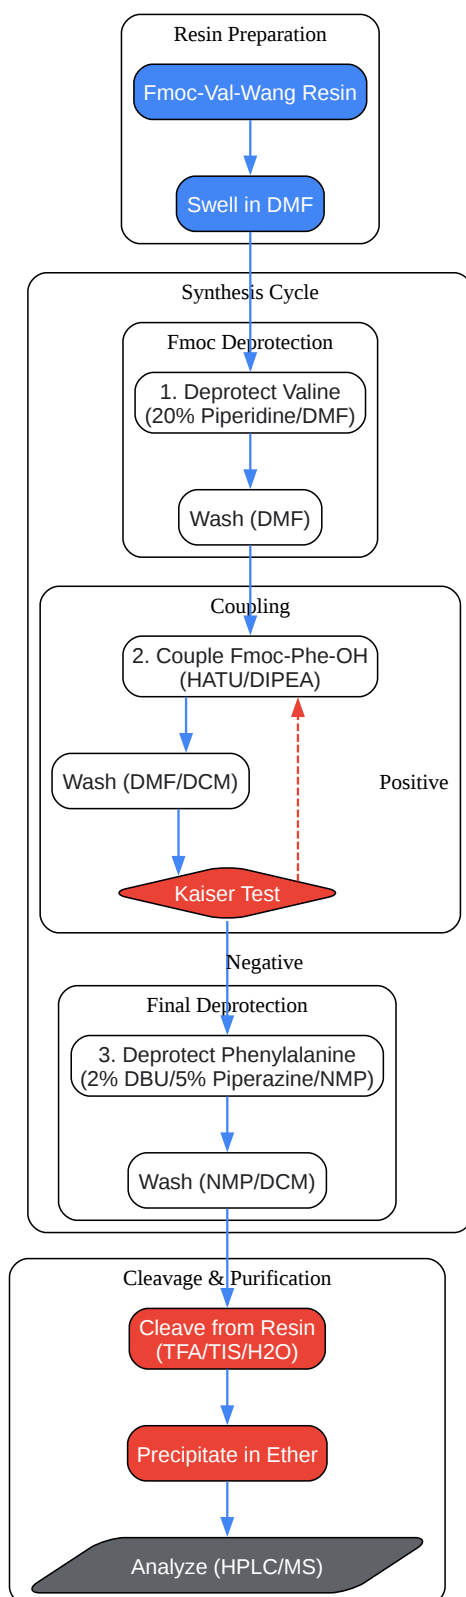 Resin Preparation
Fmoc-Val-Wang Resin
Swell in DMF
Synthesis Cycle
Fmoc Deprotection
1. Deprotect Valine
(20% Piperidine/DMF)
Wash (DMF)
Coupling
2. Couple Fmoc-Phe-OH
(HATU/DIPEA)
Wash (DMF/DCM)
Positive
Kaiser Test
Negative
Final Deprotection
3. Deprotect Phenylalanine
(2% DBU/5% Piperazine/NMP)
Wash (NMP/DCM)
Cleavage & Purification
Cleave from Resin
(TFA/TIS/H2O)
Precipitate in Ether
Analyze (HPLC/MS)